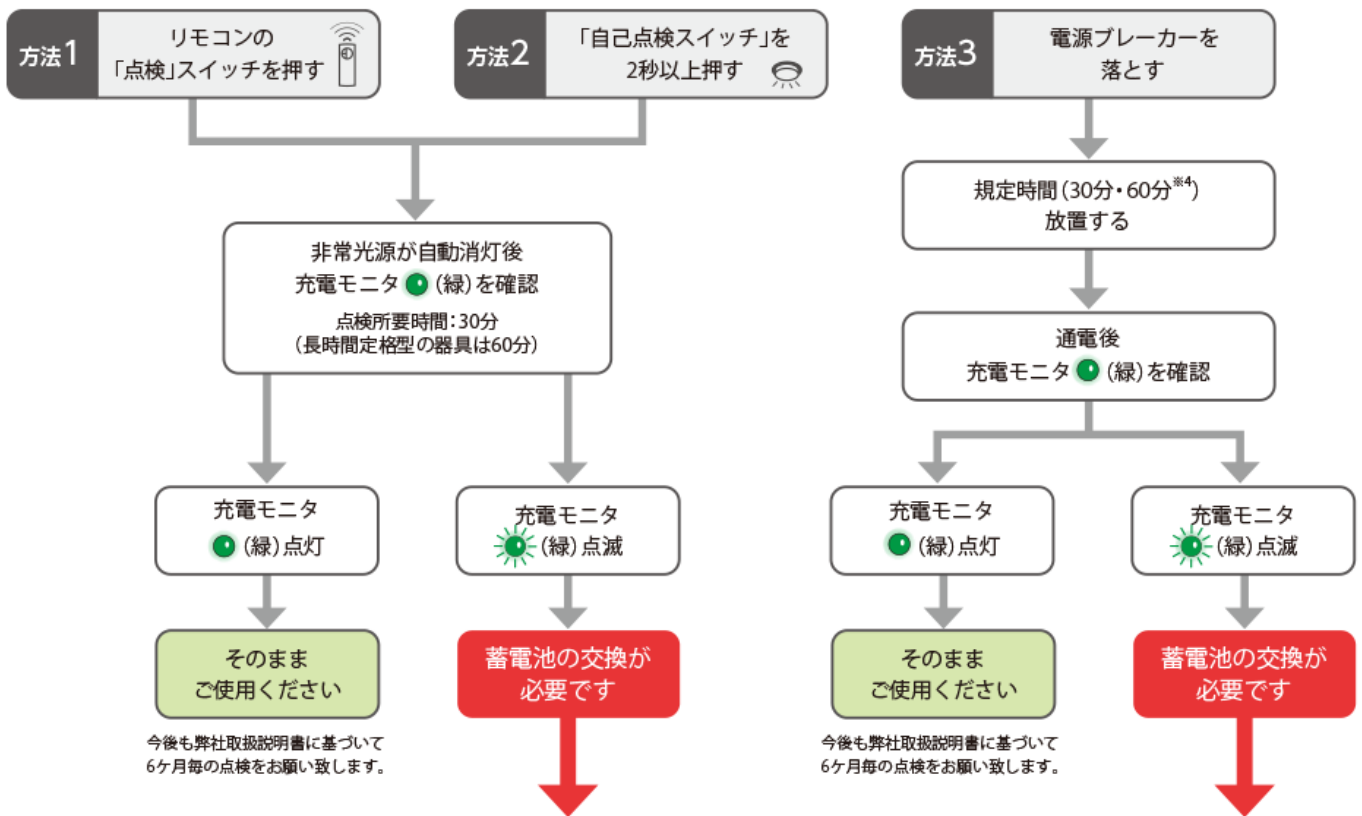 方法1
リモコンの
「点検」スイッチを押す
方法2
「自己点検スイッチ」を
2秒以上押す
方法3
電源ブレーカーを
落とす
非常光源が自動消灯後
充電モニタ(緑)を確認
点検所要時間:30分
(長時間定格型の器具は60分)
規定時間(30分・60分※4)
放置する
通電後
充電モニタ(緑)を確認
充電モニタ
(緑)点灯
充電モニタ
(緑)点滅
充電モニタ
(緑)点灯
充電モニタ
(緑)点滅
そのまま
ご使用ください
蓄電池の交換が
必要です
そのまま
ご使用ください
蓄電池の交換が
必要です
今後も弊社取扱説明書に基づいて
6ケ月毎の点検をお願い致します。
今後も弊社取扱説明書に基づいて
6ケ月毎の点検をお願い致します。